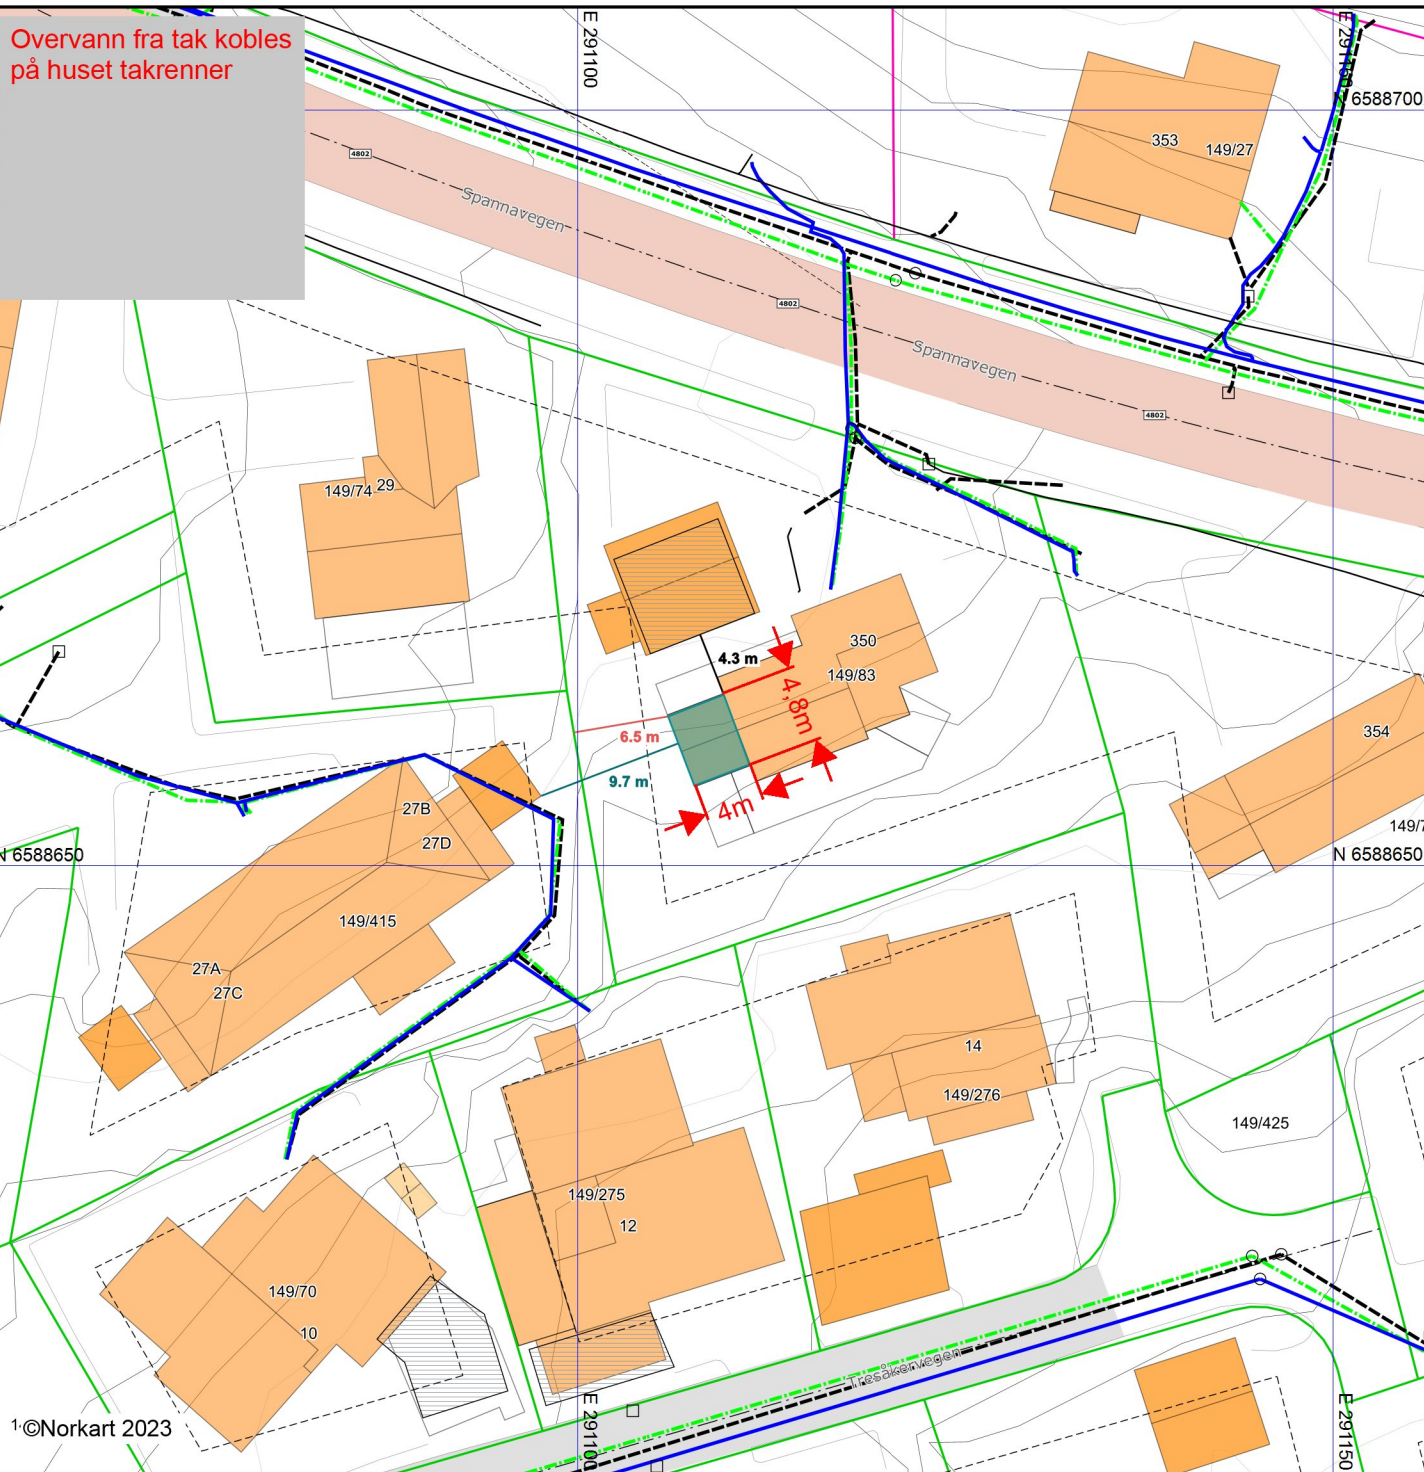 Overvann fra tak kobles
på huset takrenner
E 291100
E 291150
N 6588700
353
149/27
4802
Spannavegen
4802
Spannavegen
4802
149/74
29
350
4.3 m
149/83
4,8m
6.5 m
354
9.7 m
4m
27B
27D
149/7
N 6588650
N 6588650
149/415
27A
27C
14
149/276
149/425
149/275
12
149/70
10
Tresåkervegen
E 291100
E 291150
©Norkart 2023